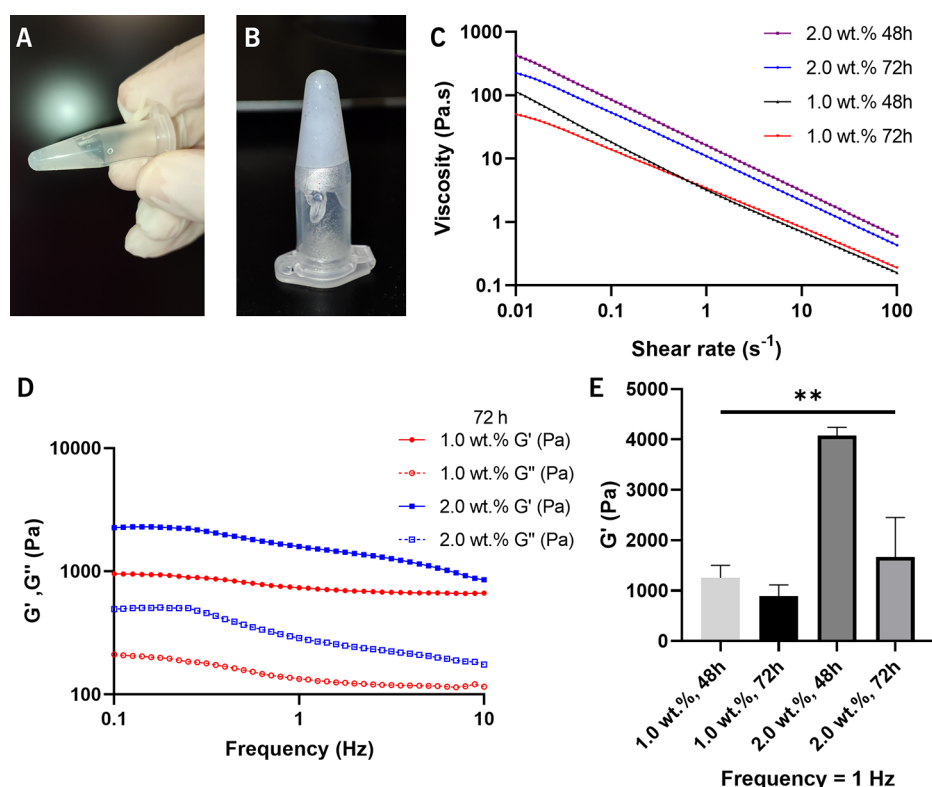 A
B
C
1000
100
10
1
0.1
Viscosity (Pa.s)
0.01
0.1
1
10
100
Shear rate (s⁻¹)
2.0 wt.% 48h
2.0 wt.% 72h
1.0 wt.% 48h
1.0 wt.% 72h
D
72 h
1.0 wt.% G' (Pa)
1.0 wt.% G'' (Pa)
2.0 wt.% G' (Pa)
2.0 wt.% G'' (Pa)
10000
1000
100
G' ,G'' (Pa)
0.1
1
10
Frequency (Hz)
E
**
5000
4000
3000
2000
1000
0
G' (Pa)
1.0 wt.%, 48h
1.0 wt.%, 72h
2.0 wt.%, 48h
2.0 wt.%, 72h
Frequency = 1 Hz